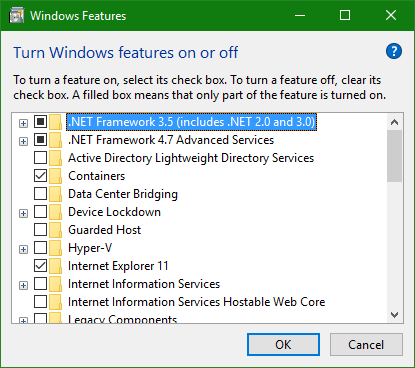 Windows Features
Turn Windows features on or off
?
To turn a feature on, select its check box. To turn a feature off, clear its
check box. A filled box means that only part of the feature is turned on.
.NET Framework 3.5 (includes .NET 2.0 and 3.0)
.NET Framework 4.7 Advanced Services
Active Directory Lightweight Directory Services
Containers
Data Center Bridging
Device Lockdown
Guarded Host
Hyper-V
Internet Explorer 11
Internet Information Services
Internet Information Services Hostable Web Core
Legacy Components
OK
Cancel